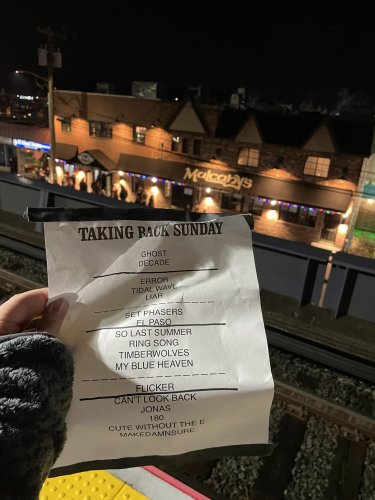 Mulcahy's
TAKING BACK SUNDAY
GHOST
DECADE
ERROR
TIDAL WAVE
LIAR
SET PHASERS
EL PASO
SO LAST SUMMER
RING SONG
TIMBERWOLVES
MY BLUE HEAVEN
FLICKER
CAN'T LOOK BACK
JONAS
180
CUTE WITHOUT THE E
MAKEDAMNSURE